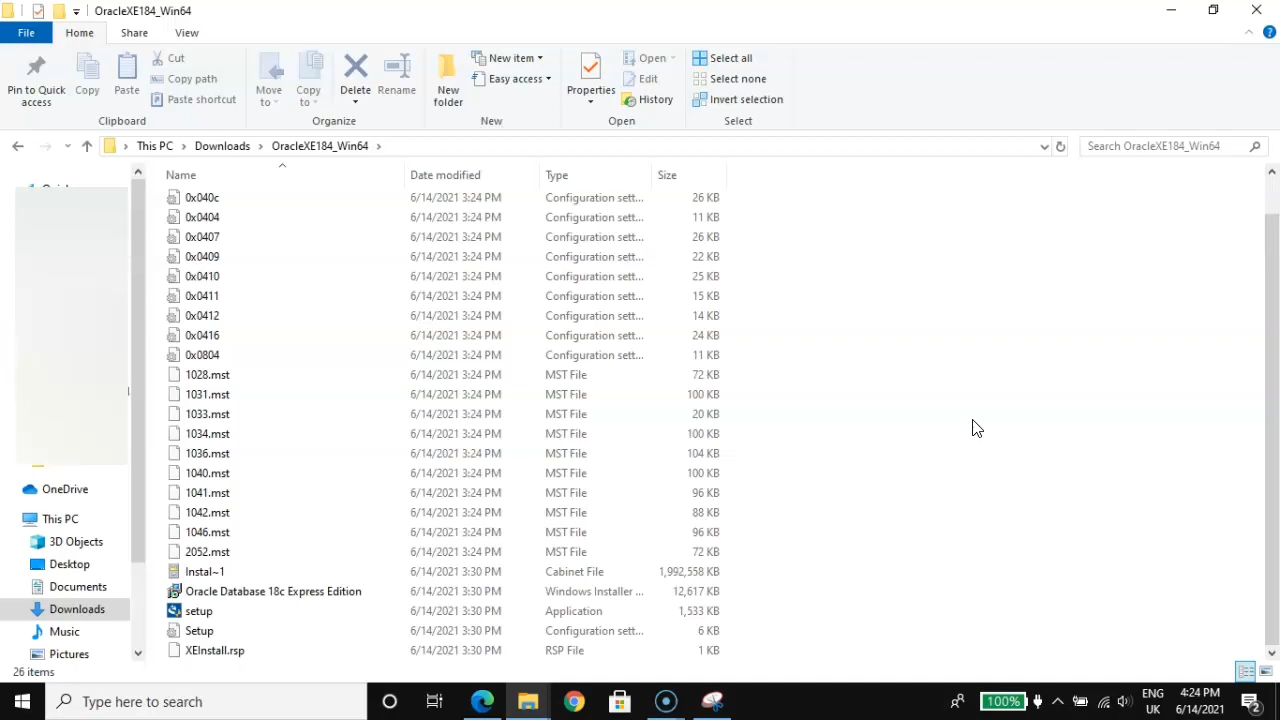 OracleXE184_Win64
File Home Share View
Pin to Quick access
Copy
Paste
Cut
Copy path
Paste shortcut
Move to
Copy to
Delete
Rename
New folder
New item
Easy access
Properties
Open
Edit
History
Select all
Select none
Invert selection
Clipboard Organize New Open Select
This PC Downloads OracleXE184_Win64
Search OracleXE184_Win64
Name Date modified Type Size
0x040c 6/14/2021 3:24 PM Configuration sett... 26 KB
0x0404 6/14/2021 3:24 PM Configuration sett... 11 KB
0x0407 6/14/2021 3:24 PM Configuration sett... 26 KB
0x0409 6/14/2021 3:24 PM Configuration sett... 22 KB
0x0410 6/14/2021 3:24 PM Configuration sett... 25 KB
0x0411 6/14/2021 3:24 PM Configuration sett... 15 KB
0x0412 6/14/2021 3:24 PM Configuration sett... 14 KB
0x0416 6/14/2021 3:24 PM Configuration sett... 24 KB
0x0804 6/14/2021 3:24 PM Configuration sett... 11 KB
1028.mst 6/14/2021 3:24 PM MST File 72 KB
1031.mst 6/14/2021 3:24 PM MST File 100 KB
1033.mst 6/14/2021 3:24 PM MST File 20 KB
1034.mst 6/14/2021 3:24 PM MST File 100 KB
1036.mst 6/14/2021 3:24 PM MST File 104 KB
1040.mst 6/14/2021 3:24 PM MST File 100 KB
1041.mst 6/14/2021 3:24 PM MST File 96 KB
1042.mst 6/14/2021 3:24 PM MST File 88 KB
1046.mst 6/14/2021 3:24 PM MST File 96 KB
2052.mst 6/14/2021 3:24 PM MST File 72 KB
Instal~1 6/14/2021 3:30 PM Cabinet File 1,992,558 KB
Oracle Database 18c Express Edition 6/14/2021 3:30 PM Windows Installer ... 12,617 KB
setup 6/14/2021 3:30 PM Application 1,533 KB
Setup 6/14/2021 3:30 PM Configuration sett... 6 KB
XEInstall.rsp 6/14/2021 3:30 PM RSP File 1 KB
OneDrive
This PC
3D Objects
Desktop
Documents
Downloads
Music
Pictures
26 items
Type here to search
100%
ENG
UK
4:24 PM
6/14/2021
2